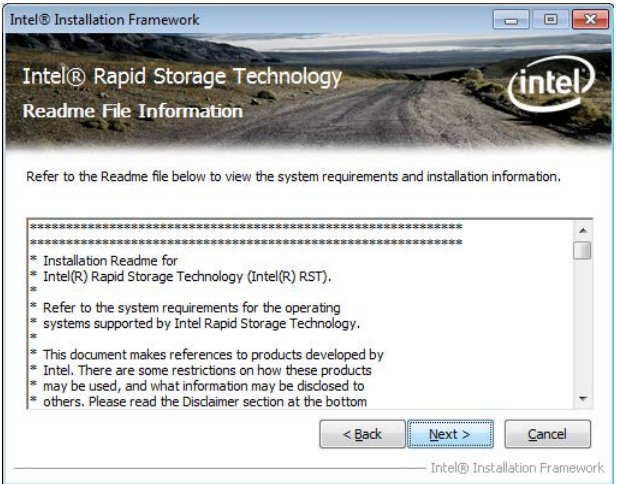 Intel® Installation Framework
Intel® Rapid Storage Technology
intel
Readme File Information
Refer to the Readme file below to view the system requirements and installation information.
************************************************************
************************************************************
* Installation Readme for
* Intel(R) Rapid Storage Technology (Intel(R) RST).
*
* Refer to the system requirements for the operating
* systems supported by Intel Rapid Storage Technology.
*
* This document makes references to products developed by
* Intel. There are some restrictions on how these products
* may be used, and what information may be disclosed to
* others. Please read the Disclaimer section at the bottom
< Back Next > Cancel
Intel® Installation Framework